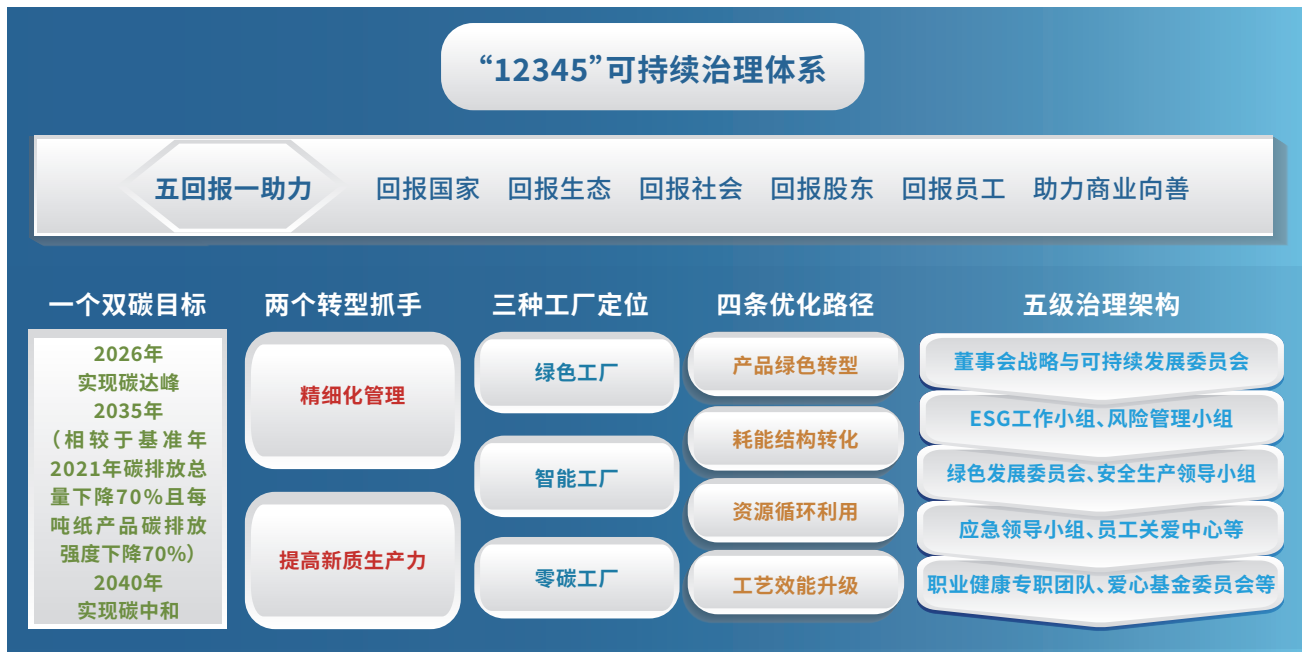 “12345”可持续治理体系
五回报一助力 回报国家 回报生态 回报社会 回报股东 回报员工 助力商业向善
一个双碳目标
2026年
实现碳达峰
2035年
（相较于基准年
2021年碳排放总
量下降70%且每
吨纸产品碳排放
强度下降70%）
2040年
实现碳中和
两个转型抓手
精细化管理
提高新质生产力
三种工厂定位
绿色工厂
智能工厂
零碳工厂
四条优化路径
产品绿色转型
耗能结构转化
资源循环利用
工艺效能升级
五级治理架构
董事会战略与可持续发展委员会
ESG工作小组、风险管理小组
绿色发展委员会、安全生产领导小组
应急领导小组、员工关爱中心等
职业健康专职团队、爱心基金委员会等